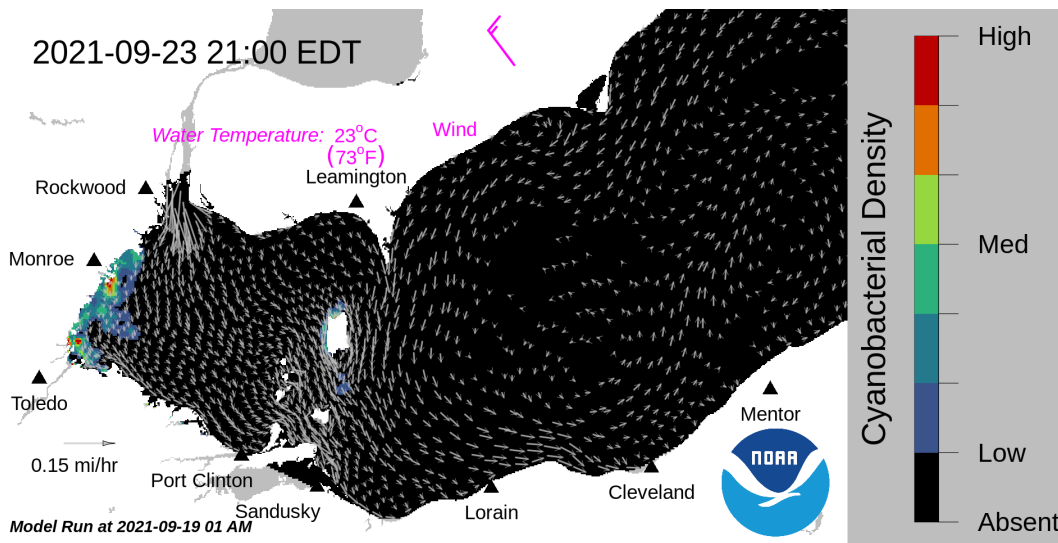 2021-09-23 21:00 EDT
Water Temperature: 23°C
(73°F)
Wind
Leamington
Rockwood
Monroe
Toledo
0.15 mi/hr
Port Clinton
Sandusky
Lorain
Cleveland
Mentor
NOAA
Model Run at 2021-09-19 01 AM
Cyanobacterial Density
High
Med
Low
Absent